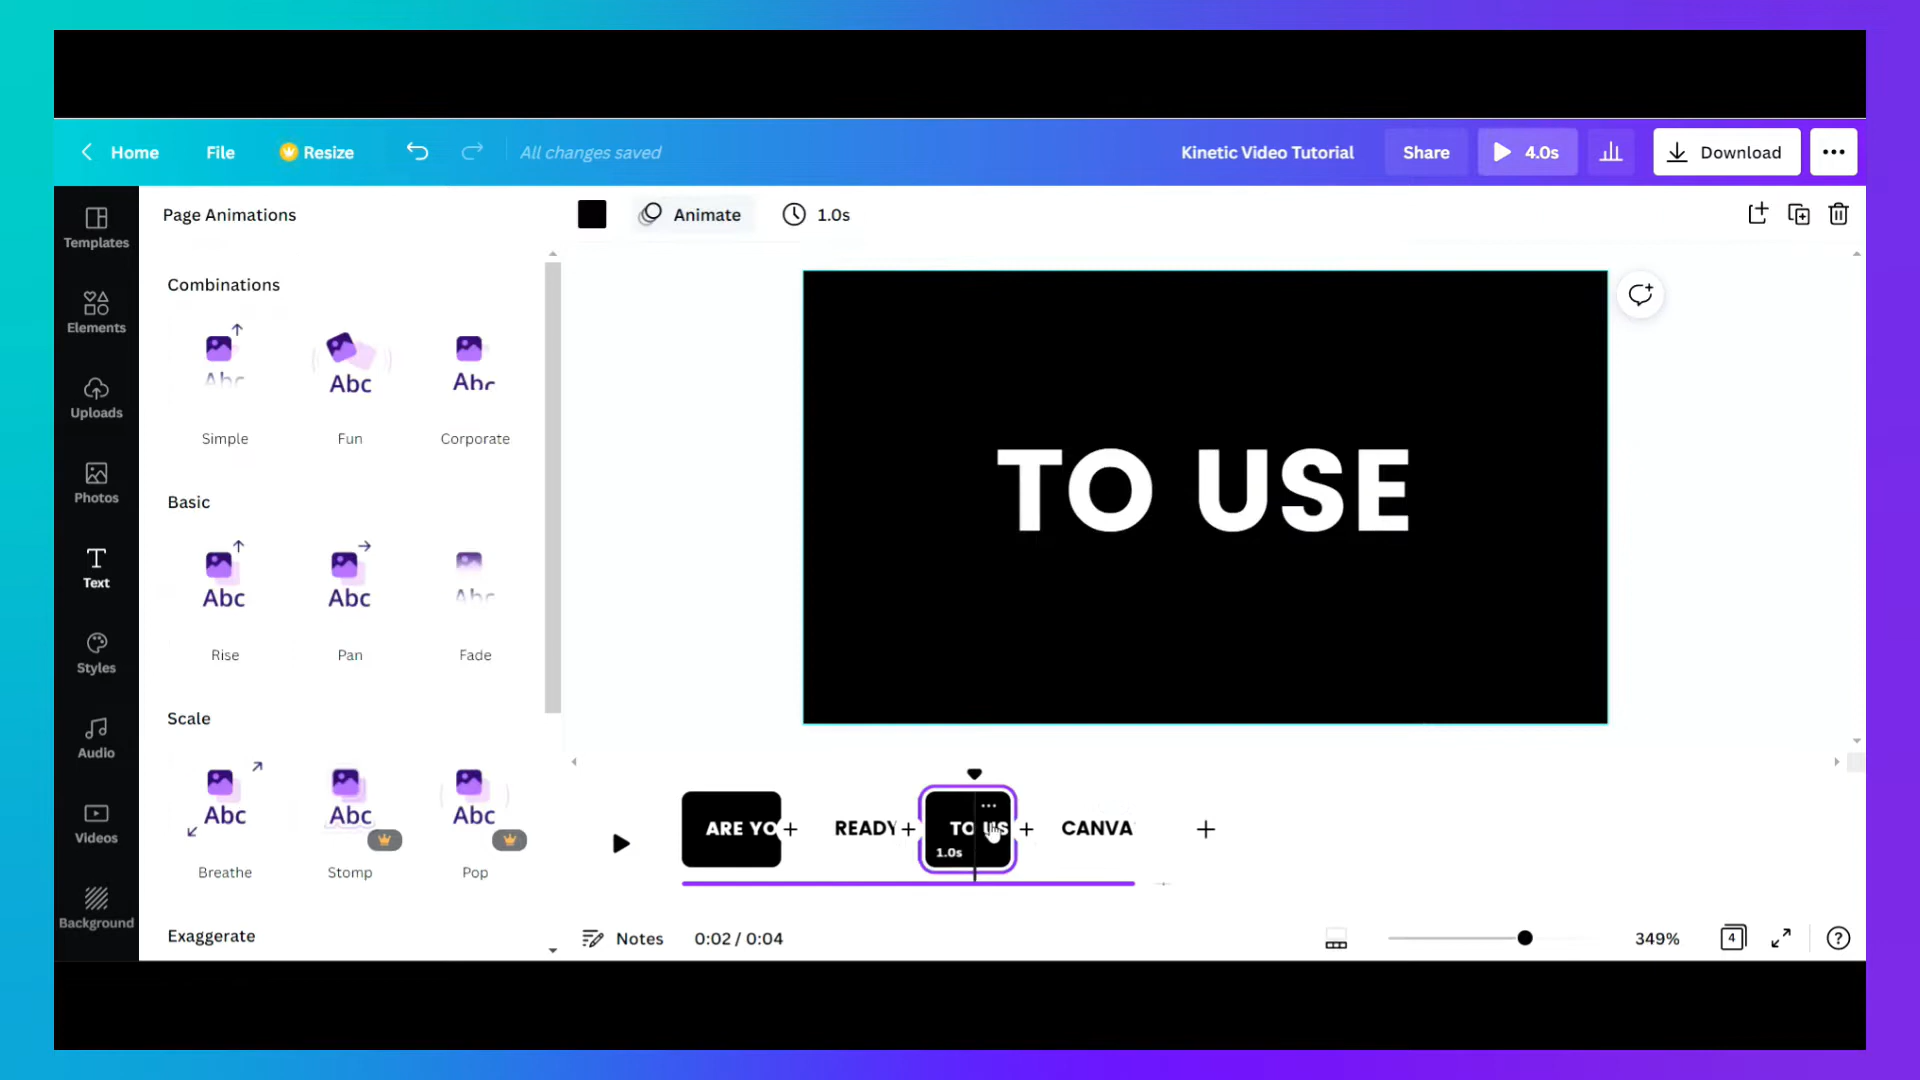 Home File Resize All changes saved Kinetic Video Tutorial Share 4.0s Download
Page Animations Animate 1.0s
Templates
Elements
Uploads
Photos
Text
Styles
Audio
Videos
Background
Combinations
Abc Abc Abc
Simple Fun Corporate
Basic
Abc Abc Abc
Rise Pan Fade
Scale
Abc Abc Abc
Breathe Stomp Pop
Exaggerate
TO USE
ARE YO READY TO US CANVA
1.0s
Notes 0:02 / 0:04 349% 4 ?